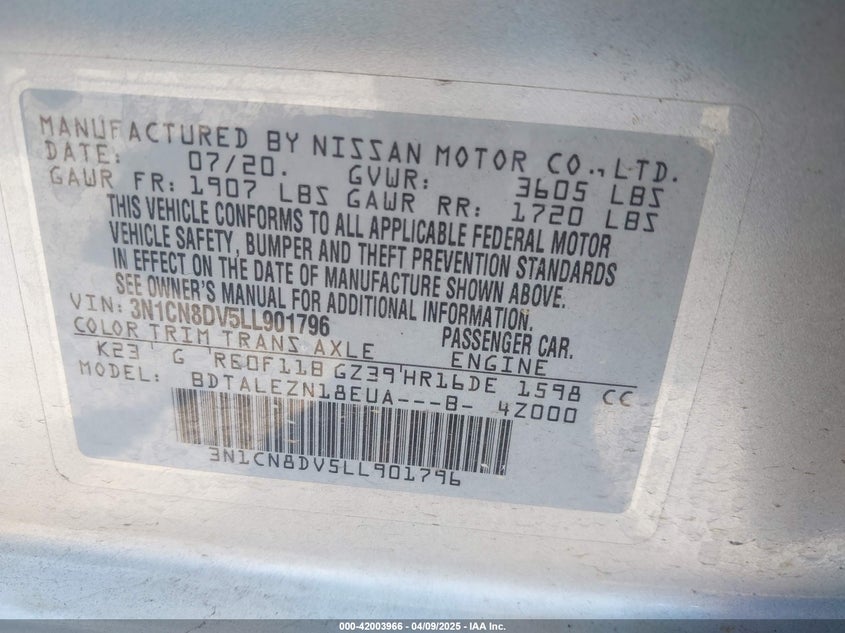 MANUFACTURED BY NISSAN MOTOR CO., LTD.
DATE: 07/20. GVWR: 3605 LBS
GAWR FR: 1907 LBS GAWR RR: 1720 LBS
THIS VEHICLE CONFORMS TO ALL APPLICABLE FEDERAL MOTOR
VEHICLE SAFETY, BUMPER AND THEFT PREVENTION STANDARDS
IN EFFECT ON THE DATE OF MANUFACTURE SHOWN ABOVE.
SEE OWNER'S MANUAL FOR ADDITIONAL INFORMATION.
VIN: 3N1CN8DV5LL901796 PASSENGER CAR.
COLOR TRIM TRANS AXLE ENGINE
K23 G RE0F11B GZ39 HR16DE 1598 CC
MODEL: BDTALEZN18EUA---B- 4Z000
3N1CN8DV5LL901796
000-42003966 | 04/09/2025 - IAA Inc.